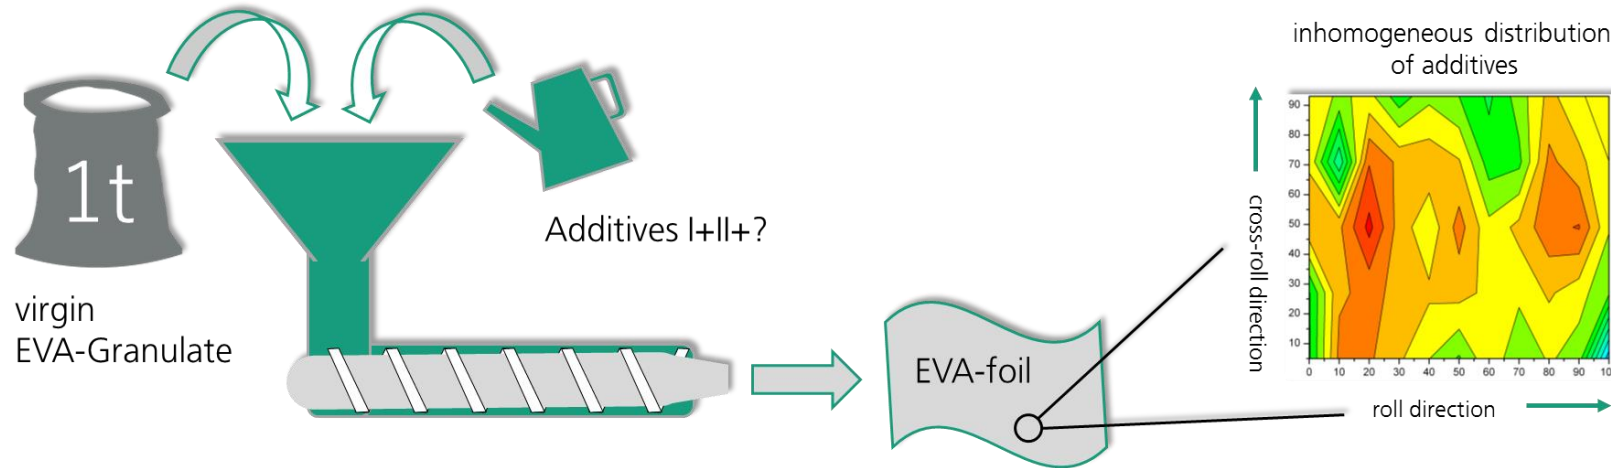 inhomogeneous distribution
of additives
1t
Additives I+II+?
virgin
EVA-Granulate
EVA-foil
cross-roll direction
90
80
70
60
50
40
30
20
10
0 10 20 30 40 50 60 70 80 90 100
roll direction